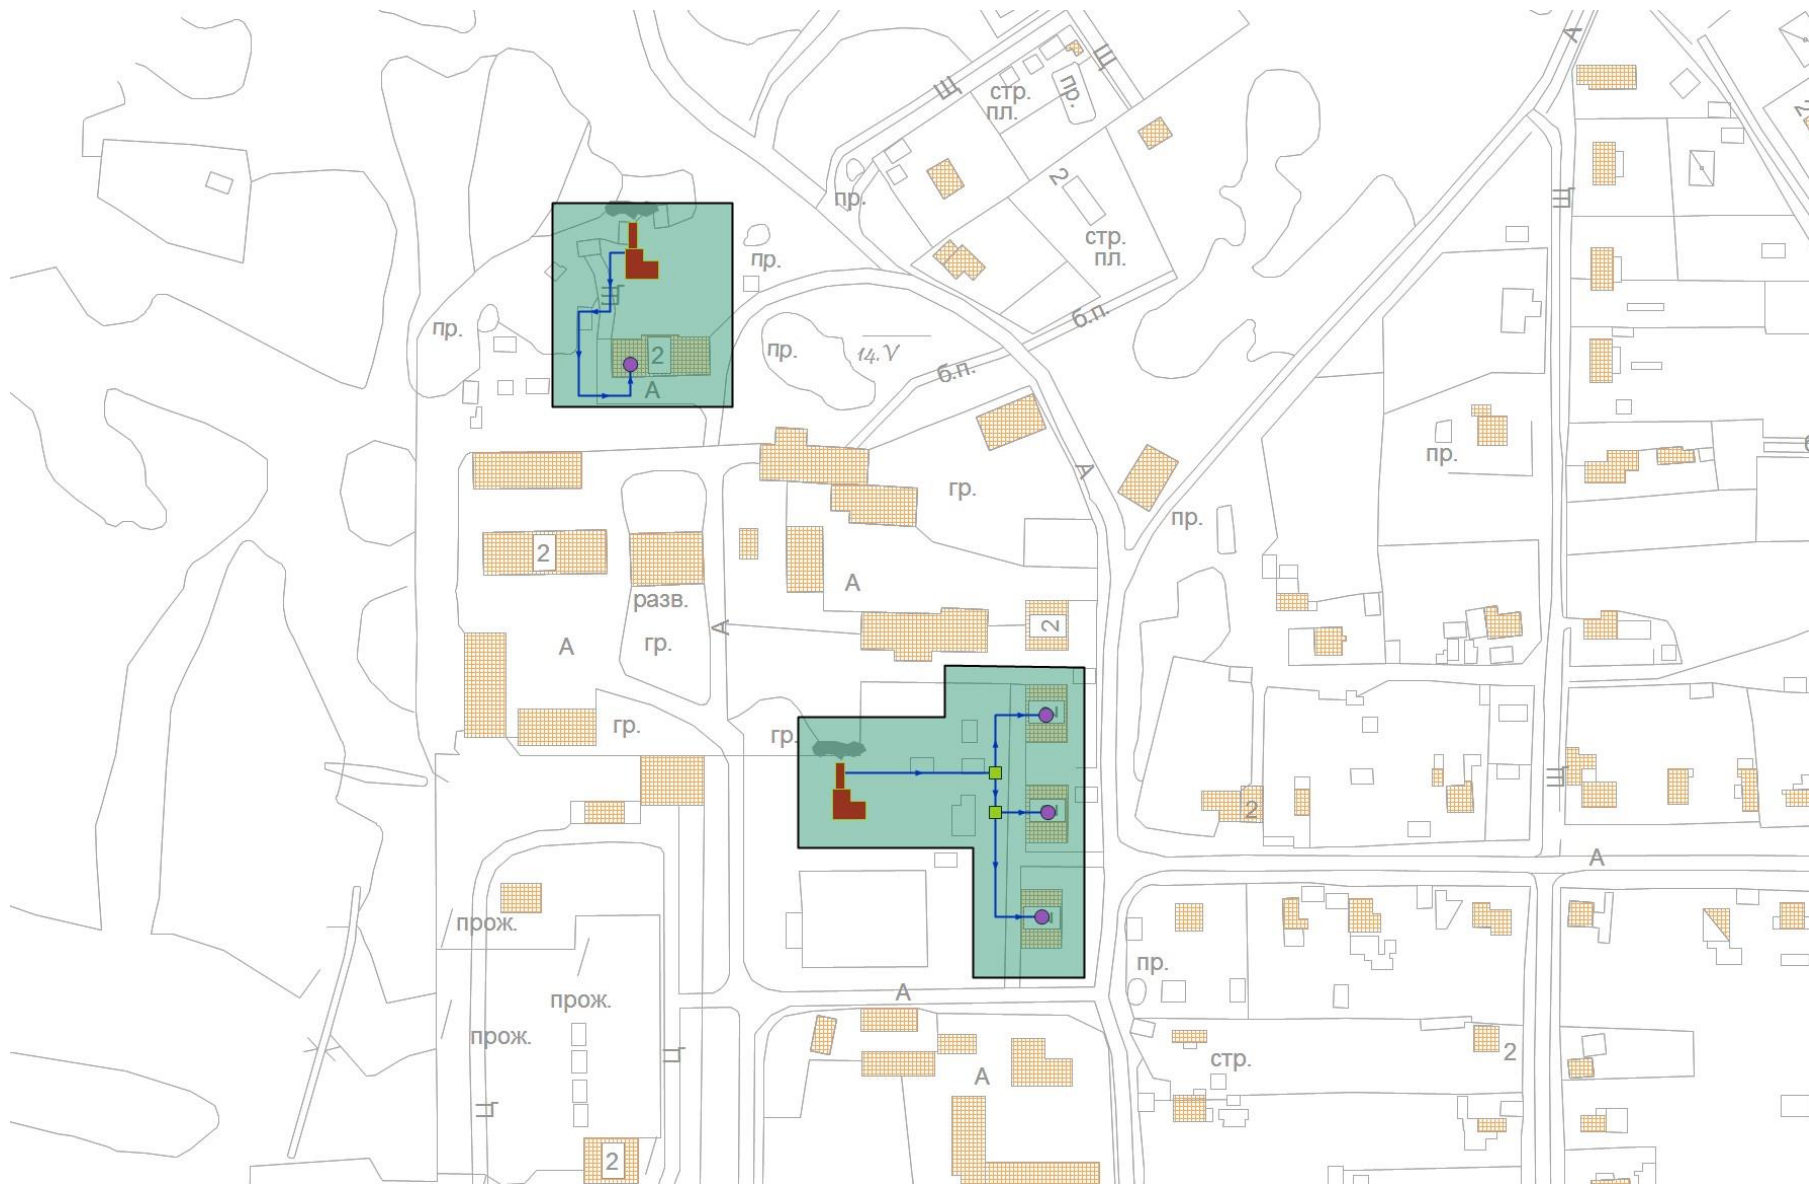 А
Щ
Щ
стр.
пл.
пр.
2
2
пр.
Щ
стр.
пл.
пр.
Щ
б.п.
пр.
14.V
пр.
2
б.п.
А
пр.
А
гр.
пр.
2
А
разв.
А
2
гр.
А
гр.
гр.
Щ
2
А
прож.
пр.
А
прож.
прож.
2
стр.
Ц
А
Ц
2